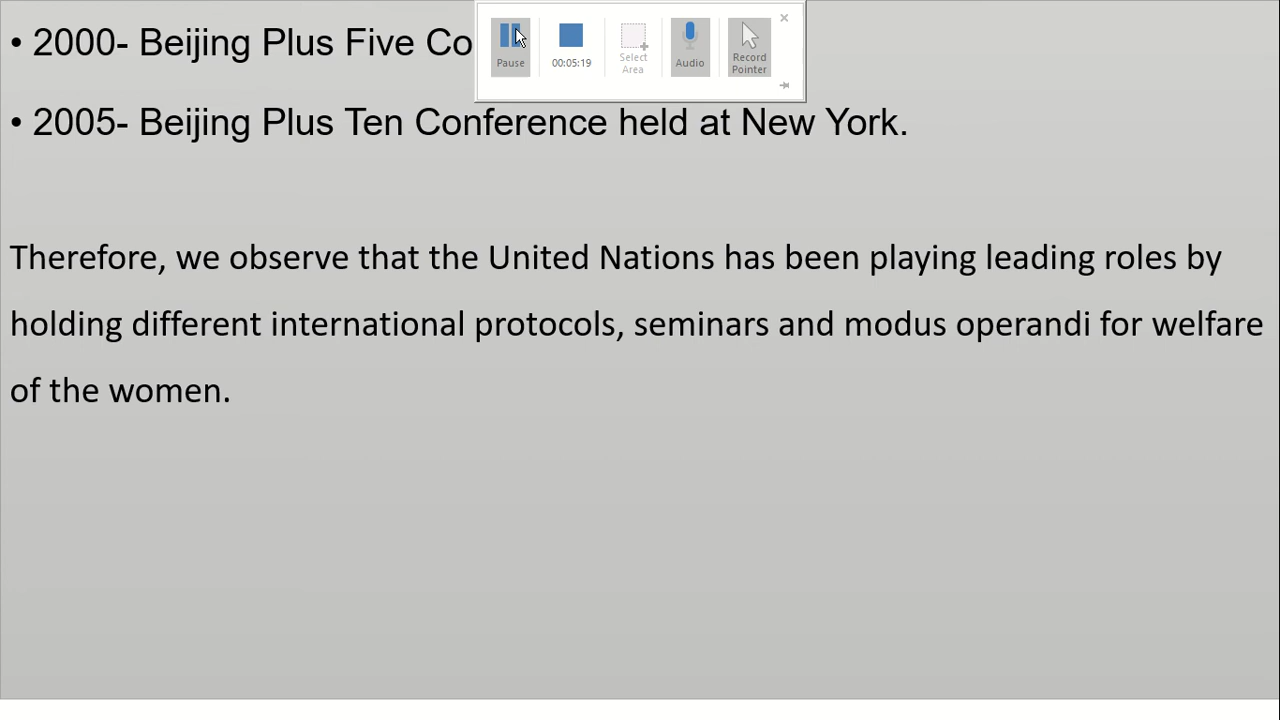 • 2000- Beijing Plus Five Co
Pause
00:05:19
Select
Area
Audio
Record
Pointer
• 2005- Beijing Plus Ten Conference held at New York.
Therefore, we observe that the United Nations has been playing leading roles by
holding different international protocols, seminars and modus operandi for welfare
of the women.